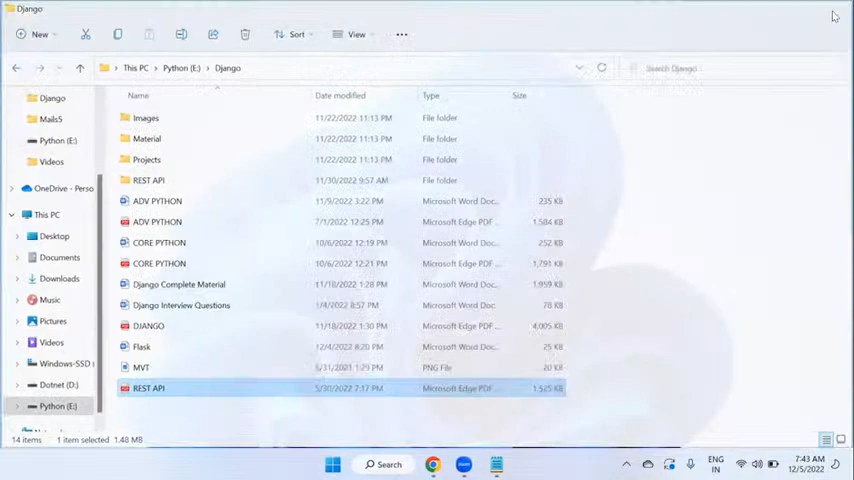 Django
New
Sort
View
This PC > Python (E:) > Django
Search Django
Name Date modified Type Size
Django
Mails5
Python (E:)
Videos
OneDrive - Perso
This PC
Desktop
Documents
Downloads
Music
Pictures
Videos
Windows-SSD (
Dotnet (D:)
Python (E:)
Images 11/22/2022 11:13 PM File folder
Material 11/22/2022 11:13 PM File folder
Projects 11/22/2022 11:13 PM File folder
REST API 11/30/2022 9:57 AM File folder
ADV PYTHON 11/9/2022 3:22 PM Microsoft Word Doc... 235 KB
ADV PYTHON 7/1/2022 12:25 PM Microsoft Edge PDF ... 1,584 KB
CORE PYTHON 10/6/2022 12:19 PM Microsoft Word Doc... 252 KB
CORE PYTHON 10/6/2022 12:21 PM Microsoft Edge PDF ... 1,791 KB
Django Complete Material 11/18/2022 1:28 PM Microsoft Word Doc... 1,959 KB
Django Interview Questions 1/4/2022 8:57 PM Microsoft Word Doc... 78 KB
DJANGO 11/18/2022 1:30 PM Microsoft Edge PDF ... 4,005 KB
Flask 12/4/2022 8:20 PM Microsoft Word Doc... 25 KB
MVT 5/31/2021 1:29 PM PNG File 20 KB
REST API 5/30/2022 7:17 PM Microsoft Edge PDF ... 1,525 KB
14 items 1 item selected 1.48 MB
Search
ENG
IN
7:43 AM
12/5/2022